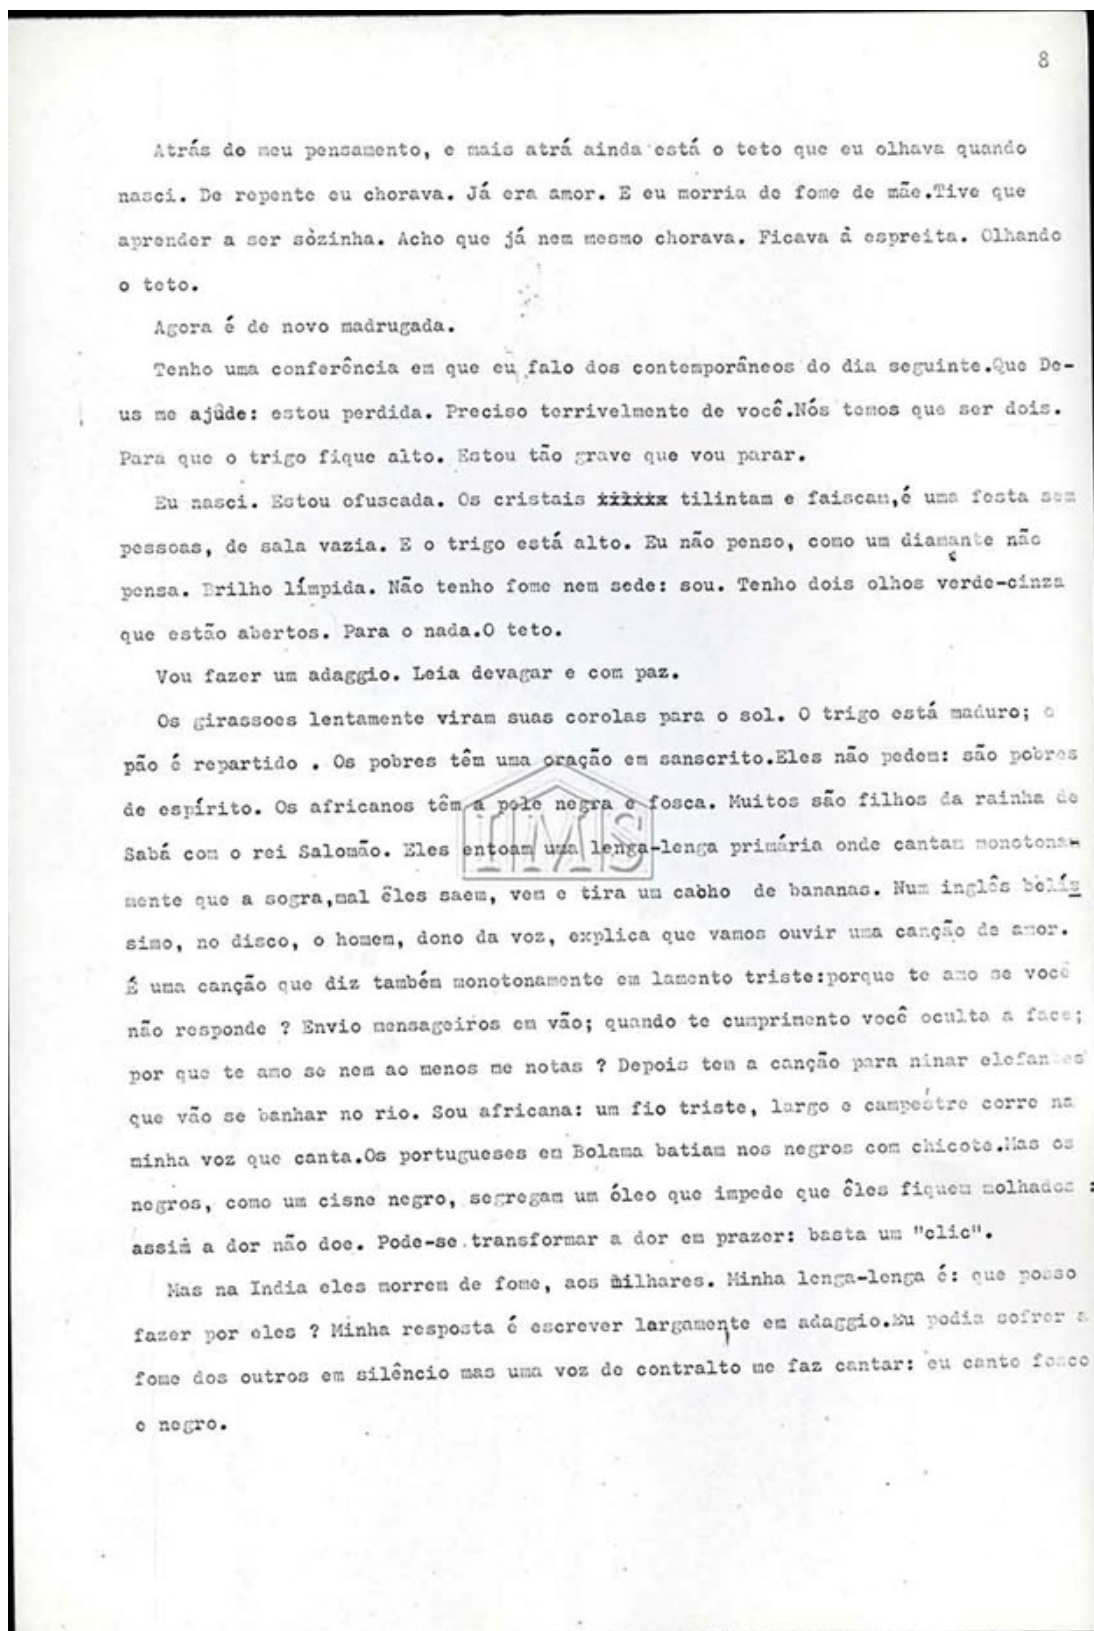 8
Atrás do meu pensamento, e mais atrá ainda está o teto que eu olhava quando
nasci. De repente eu chorava. Já era amor. E eu morria de fome de mãe.Tive que
aprender a ser sòzinha. Acho que já nem mesmo chorava. Ficava à espreita. Olhando
o teto.
Agora é de novo madrugada.
Tenho uma conferência em que eu falo dos contemporâneos do dia seguinte.Que De-
us me ajude: estou perdida. Preciso terrivelmente de você.Nós temos que ser dois.
Para que o trigo fique alto. Estou tão grave que vou parar.
Eu nasci. Estou ofuscada. Os cristais tilintam e faiscam,é uma festa sem
pessoas, de sala vazia. E o trigo está alto. Eu não penso, como um diamante não
pensa. Brilho límpida. Não tenho fome nem sede: sou. Tenho dois olhos verde-cinza
que estão abertos. Para o nada.O teto.
Vou fazer um adaggio. Leia devagar e com paz.
Os girassoes lentamente viram suas corolas para o sol. O trigo está maduro; o
pão é repartido . Os pobres têm uma oração em sanscrito.Eles não pedem: são pobres
de espírito. Os africanos têm a pele negra e fosca. Muitos são filhos da rainha de
Sabá com o rei Salomão. Eles entoam uma lenga-lenga primária onde cantam monotona-
mente que a sogra,mal êles saem, vem e tira um cacho de bananas. Num inglês belís
simo, no disco, o homem, dono da voz, explica que vamos ouvir uma canção de amor.
É uma canção que diz também monotonamente em lamento triste:porque te amo se você
não responde ? Envio mensageiros em vão; quando te cumprimento você oculta a face;
por que te amo se nem ao menos me notas ? Depois tem a canção para ninar elefantes
que vão se banhar no rio. Sou africana: um fio triste, largo e campestre corre na
minha voz que canta.Os portugueses em Bolama batiam nos negros com chicote.Mas os
negros, como um cisne negro, segregam um óleo que impede que êles fiquem molhados :
assim a dor não doe. Pode-se transformar a dor em prazer: basta um "clic".
Mas na India eles morrem de fome, aos milhares. Minha lenga-lenga é: que posso
fazer por eles ? Minha resposta é escrever largamente em adaggio.Eu podia sofrer a
fome dos outros em silêncio mas uma voz de contralto me faz cantar: eu canto fosco
e negro.
IMS